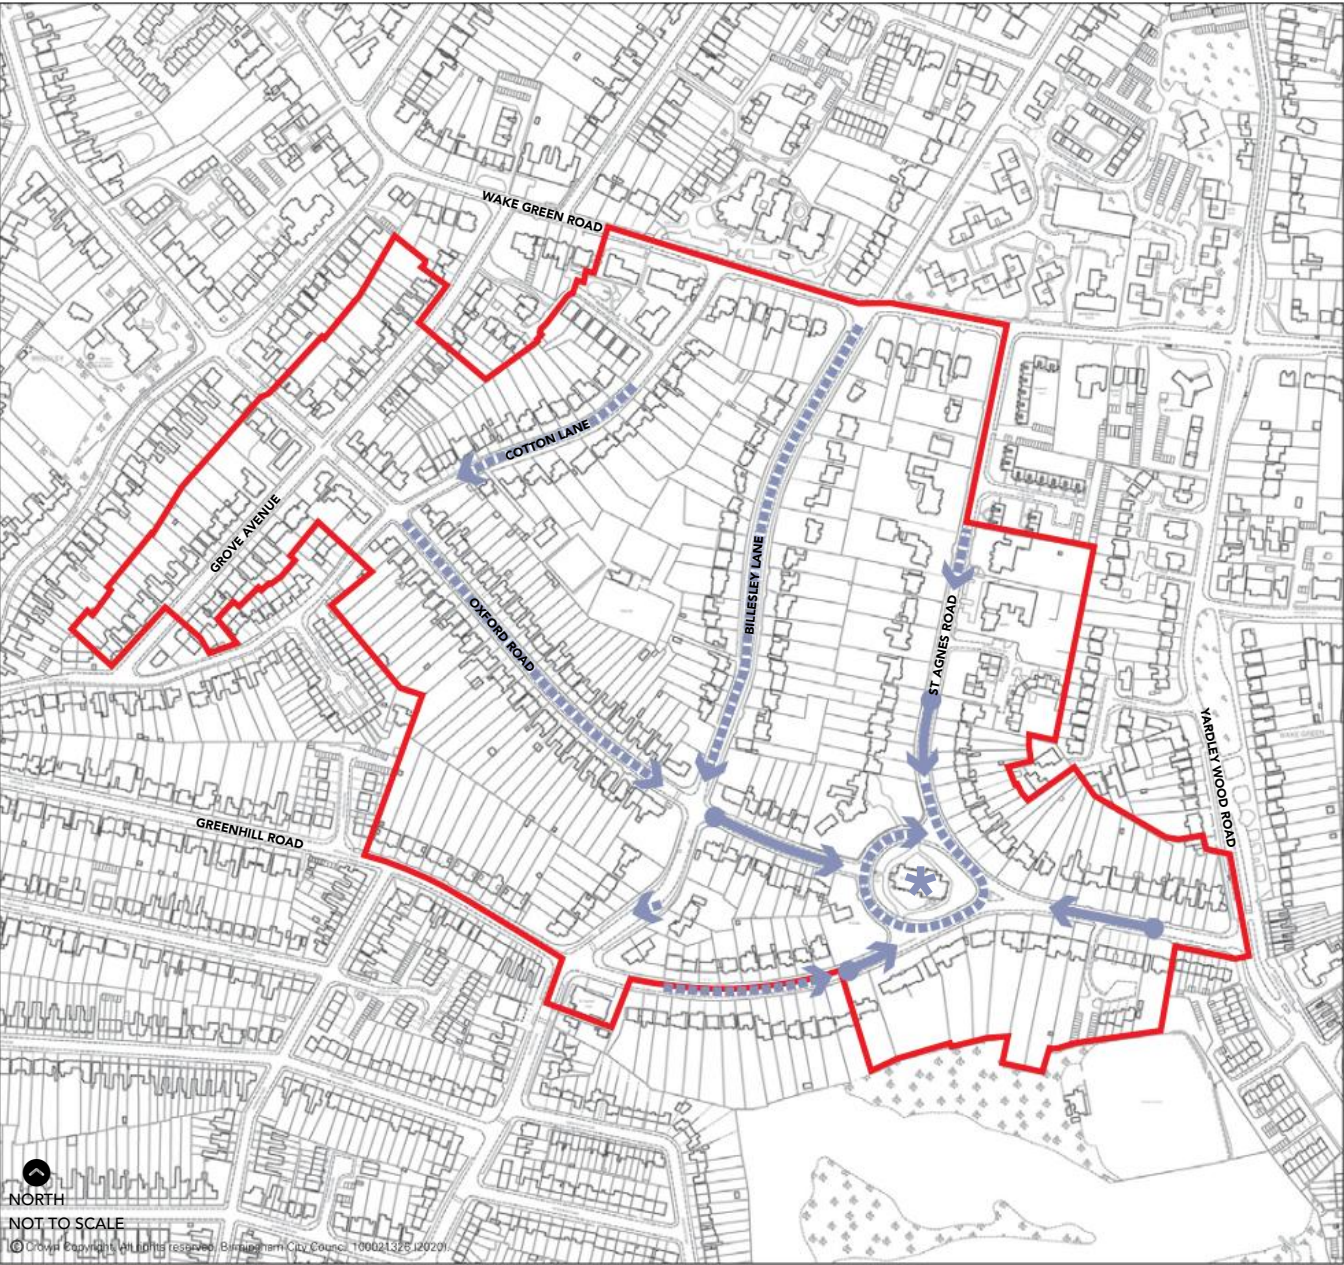 WAKE GREEN ROAD
COTTON LANE
GROVE AVENUE
BILLESLEY LANE
OXFORD ROAD
ST AGNES ROAD
YARDLEY WOOD ROAD
GREENHILL ROAD
NORTH
NOT TO SCALE
© Crown Copyright. All rights reserved. Birmingham City Council. 100021326 (2020).